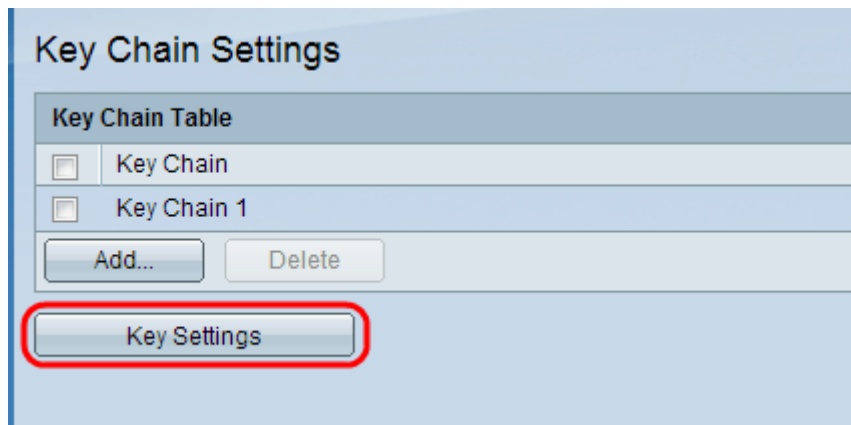 Key Chain Settings
Key Chain Table
Key Chain
Key Chain 1
Add... Delete
Key Settings